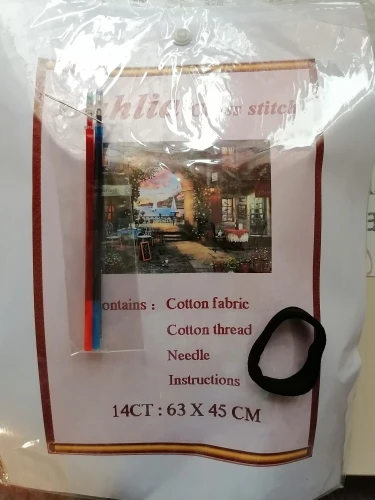 stitch
Contains : Cotton fabric
Cotton thread
Needle
Instructions
14CT : 63 X 45 CM